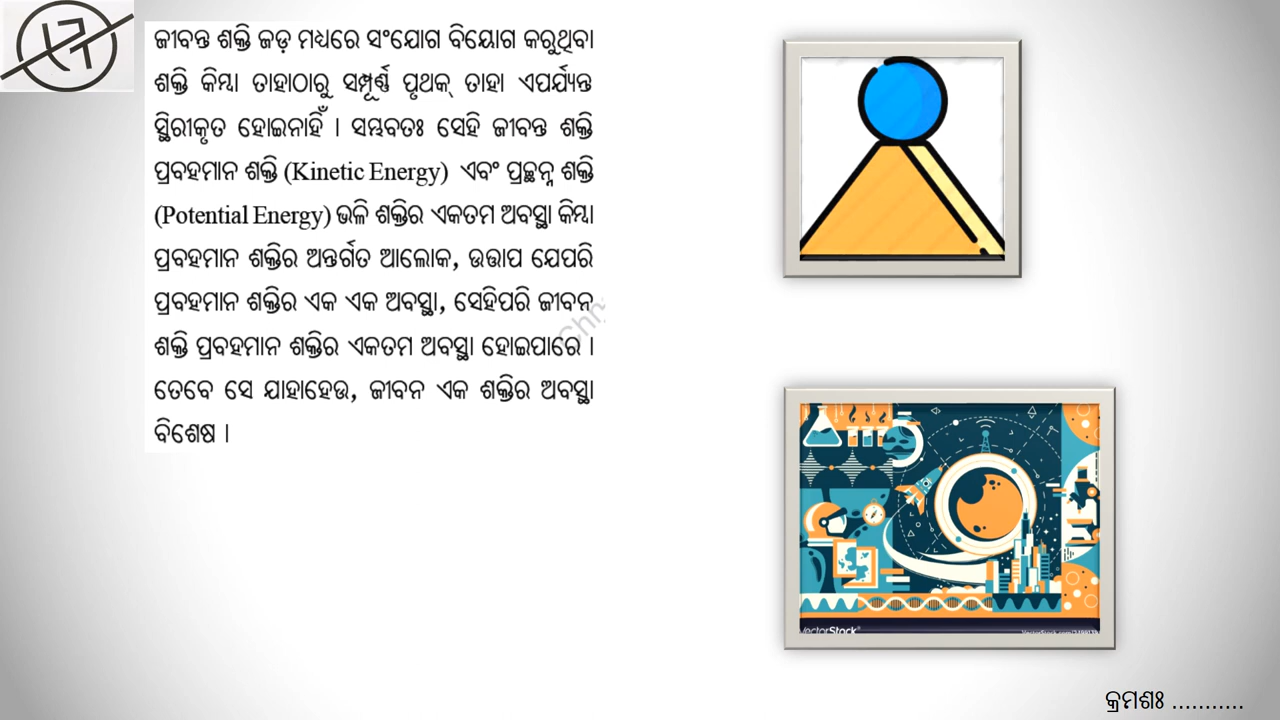 ଜୀବନ୍ତ ଶକ୍ତି ଜଡ଼ ମଧ୍ୟରେ ସଂଯୋଗ ବିୟୋଗ କରୁଥିବା
ଶକ୍ତି କିମ୍ବା ତାହାଠାରୁ ସମ୍ପୂର୍ଣ୍ଣ ପୃଥକ୍ ତାହା ଏପର୍ଯ୍ୟନ୍ତ
ସ୍ଥିରୀକୃତ ହୋଇନାହିଁ । ସମ୍ଭବତଃ ସେହି ଜୀବନ୍ତ ଶକ୍ତି
ପ୍ରବହମାନ ଶକ୍ତି (Kinetic Energy) ଏବଂ ପ୍ରଚ୍ଛନ୍ନ ଶକ୍ତି
(Potential Energy) ଭଳି ଶକ୍ତିର ଏକତମ ଅବସ୍ଥା କିମ୍ବା
ପ୍ରବହମାନ ଶକ୍ତିର ଅନ୍ତର୍ଗତ ଆଲୋକ, ଉତ୍ତାପ ଯେପରି
ପ୍ରବହମାନ ଶକ୍ତିର ଏକ ଏକ ଅବସ୍ଥା, ସେହିପରି ଜୀବନ
ଶକ୍ତି ପ୍ରବହମାନ ଶକ୍ତିର ଏକତମ ଅବସ୍ଥା ହୋଇପାରେ ।
ତେବେ ସେ ଯାହାହେଉ, ଜୀବନ ଏକ ଶକ୍ତିର ଅବସ୍ଥା
ବିଶେଷ ।
VectorStock®
କ୍ରମଶଃ ...........